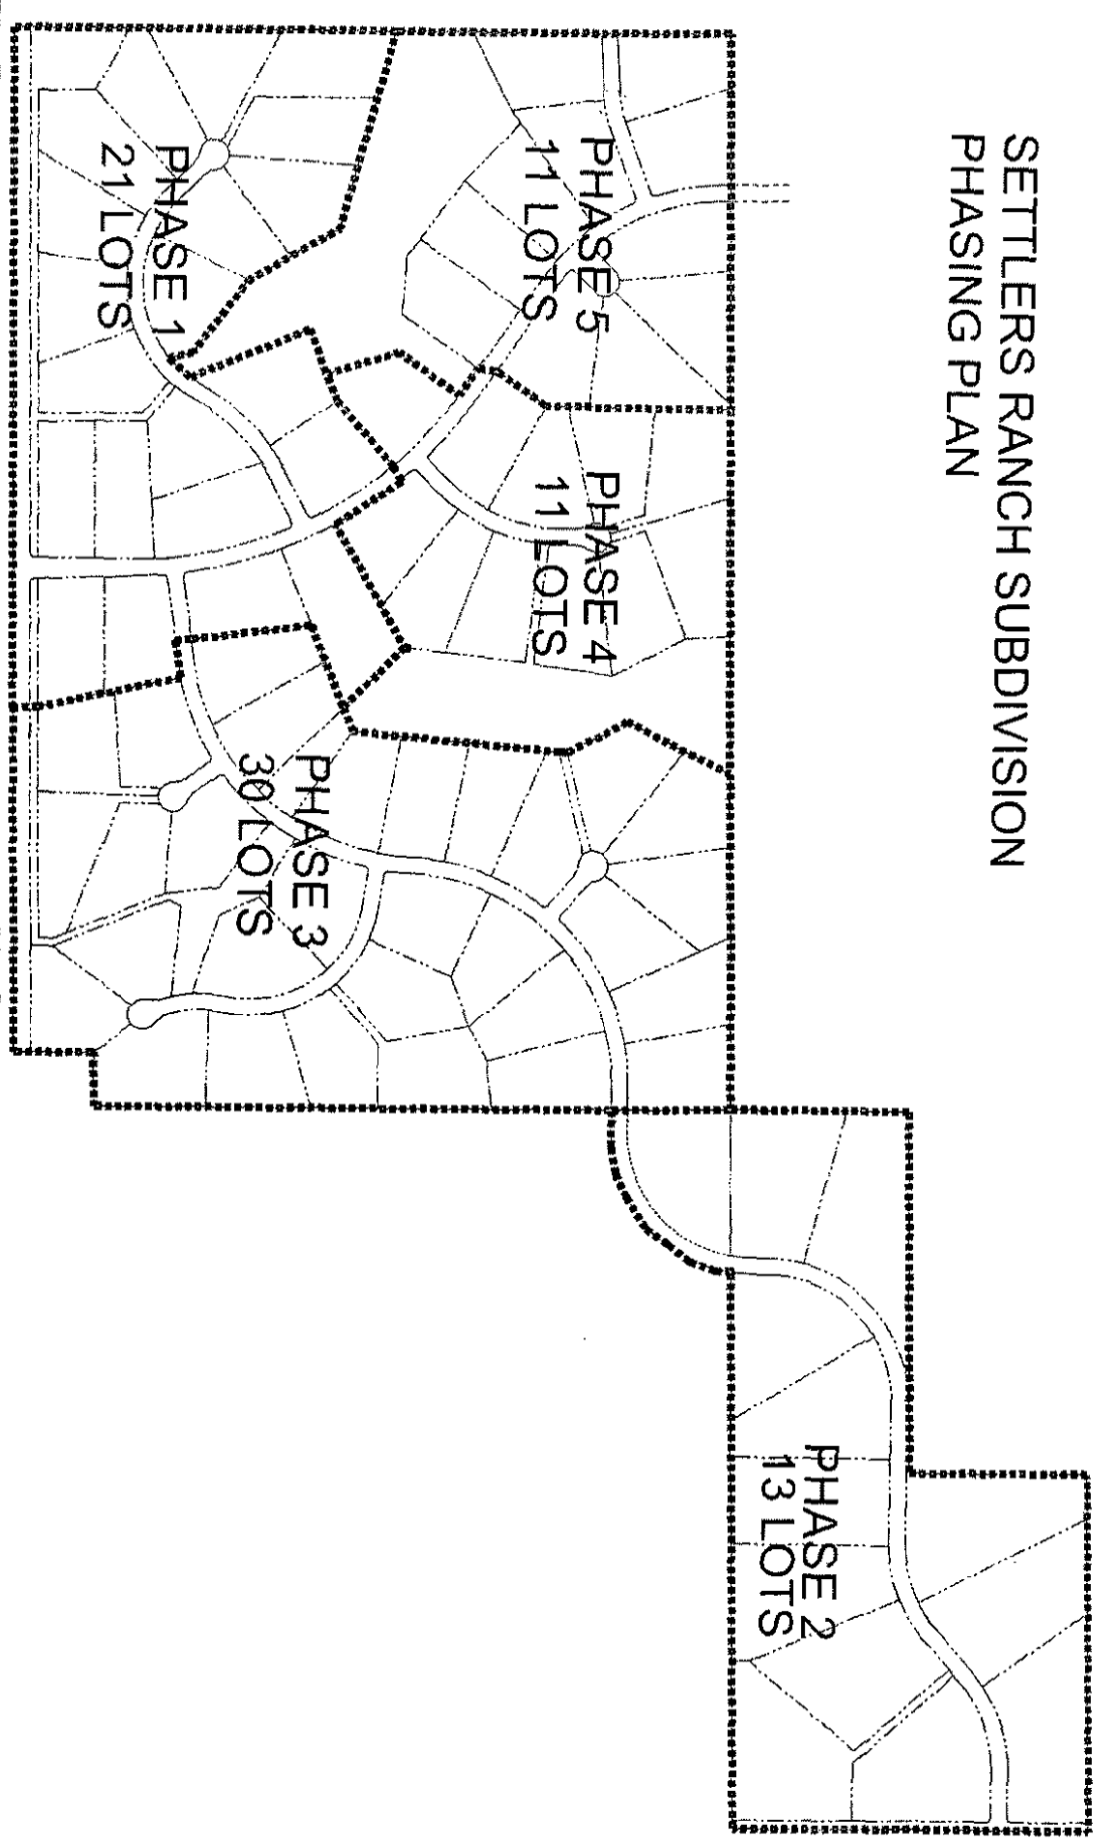 SETTLERS RANCH SUBDIVISION
PHASING PLAN
PHASE 5
11 LOTS
PHASE 4
11 LOTS
PHASE 1
21 LOTS
PHASE 3
30 LOTS
PHASE 2
13 LOTS